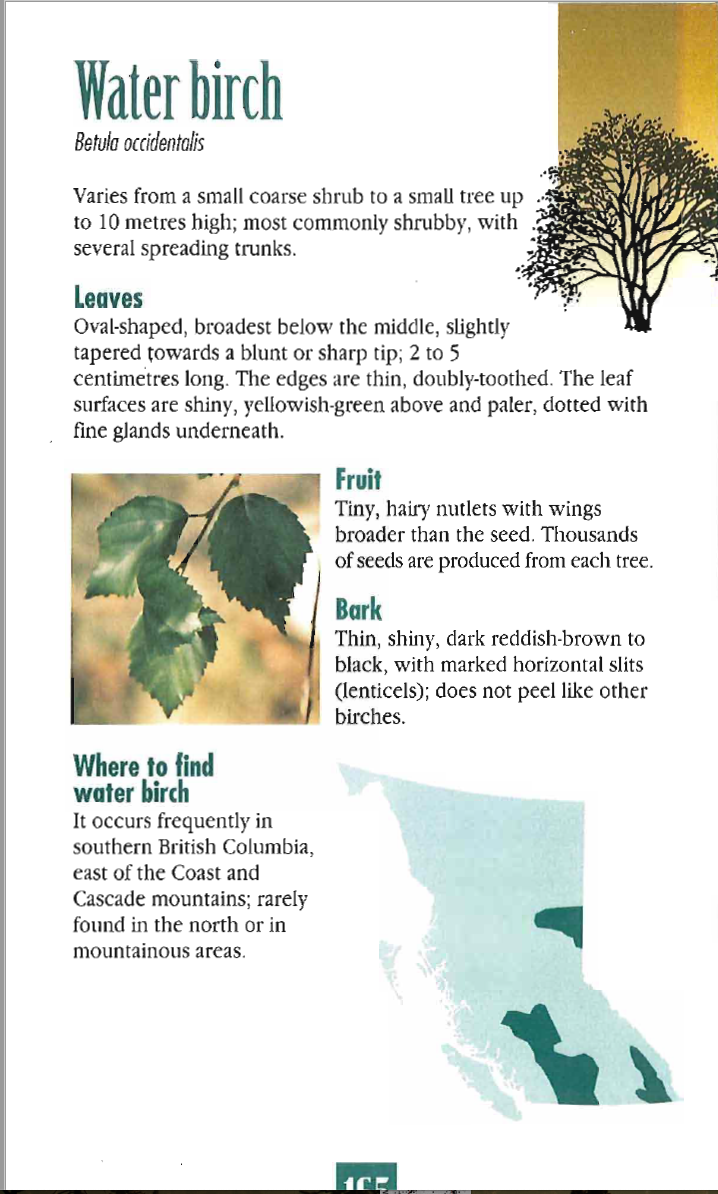 Water birch
Betula occidentalis
Varies from a small coarse shrub to a small tree up
to 10 metres high; most commonly shrubby, with
several spreading trunks.
Leaves
Oval-shaped, broadest below the middle, slightly
tapered towards a blunt or sharp tip; 2 to 5
centimetres long. The edges are thin, doubly-toothed. The leaf
surfaces are shiny, yellowish-green above and paler, dotted with
fine glands underneath.
Fruit
Tiny, hairy nutlets with wings
broader than the seed. Thousands
of seeds are produced from each tree.
Bark
Thin, shiny, dark reddish-brown to
black, with marked horizontal slits
(lenticels); does not peel like other
birches.
Where to find
water birch
It occurs frequently in
southern British Columbia,
east of the Coast and
Cascade mountains; rarely
found in the north or in
mountainous areas.